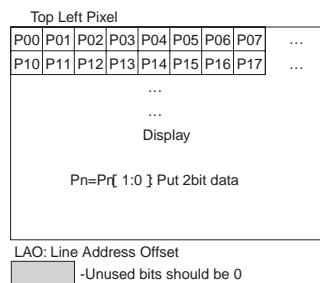 Top Left Pixel
P00 P01 P02 P03 P04 P05 P06 P07 …
P10 P11 P12 P13 P14 P15 P16 P17 …
…
…
Display
Pn=Pn[ 1:0 ]: Put 2bit data
LAO: Line Address Offset
-Unused bits should be 0